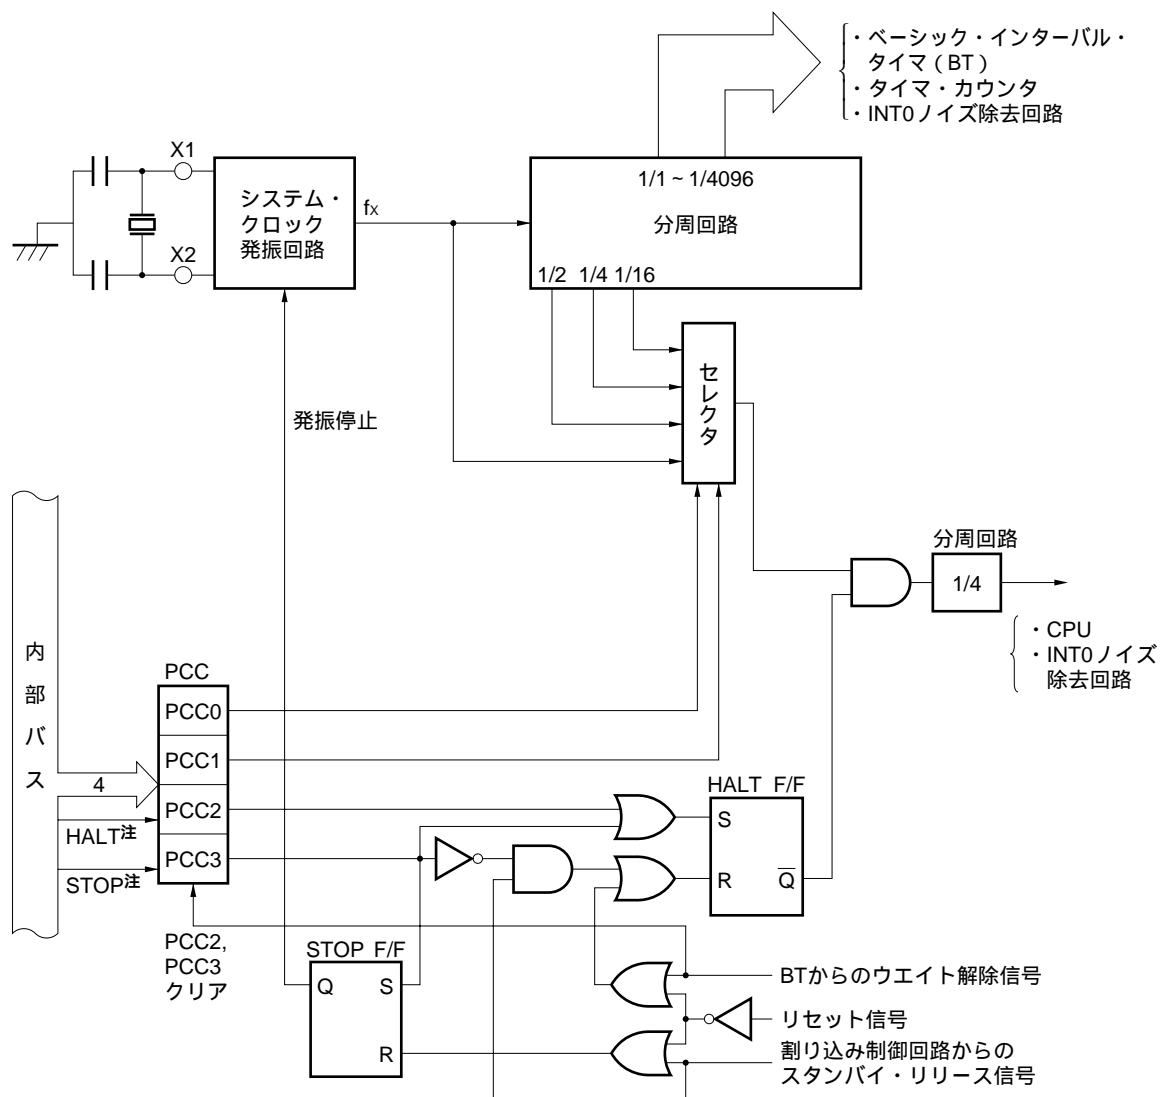 ・ベーシック・インターバル・
タイマ(BT)
・タイマ・カウンタ
・INT0ノイズ除去回路
X1
X2
システム・
クロック
発振回路
fX
1/1～1/4096
分周回路
1/2 1/4 1/16
セレクタ
発振停止
分周回路
1/4
・CPU
・INT0ノイズ
除去回路
内部バス
4
HALT注
STOP注
PCC
PCC0
PCC1
PCC2
PCC3
PCC2,
PCC3
クリア
HALT F/F
S
R
Q
STOP F/F
Q
S
R
BTからのウエイト解除信号
リセット信号
割り込み制御回路からの
スタンバイ・リリース信号